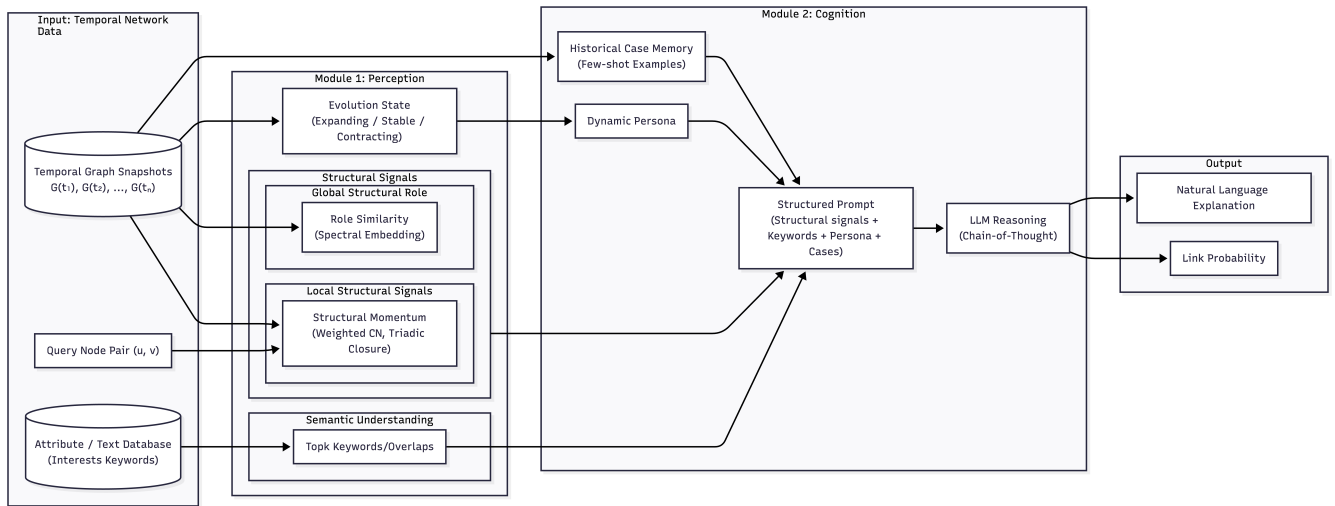 Input: Temporal Network
Data
Temporal Graph Snapshots
G(t₁), G(t₂), ..., G(tₙ)
Query Node Pair (u, v)
Attribute / Text Database
(Interests Keywords)
Module 1: Perception
Evolution State
(Expanding / Stable /
Contracting)
Structural Signals
Global Structural Role
Role Similarity
(Spectral Embedding)
Local Structural Signals
Structural Momentum
(Weighted CN, Triadic
Closure)
Semantic Understanding
Topk Keywords/Overlaps
Module 2: Cognition
Historical Case Memory
(Few-shot Examples)
Dynamic Persona
Structured Prompt
(Structural signals +
Keywords + Persona +
Cases)
LLM Reasoning
(Chain-of-Thought)
Output
Natural Language
Explanation
Link Probability